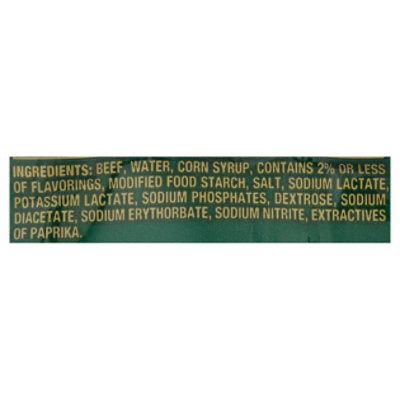 INGREDIENTS: BEEF, WATER, CORN SYRUP, CONTAINS 2% OR LESS
OF FLAVORINGS, MODIFIED FOOD STARCH, SALT, SODIUM LACTATE,
POTASSIUM LACTATE, SODIUM PHOSPHATES, DEXTROSE, SODIUM
DIACETATE, SODIUM ERYTHORBATE, SODIUM NITRITE, EXTRACTIVES
OF PAPRIKA.